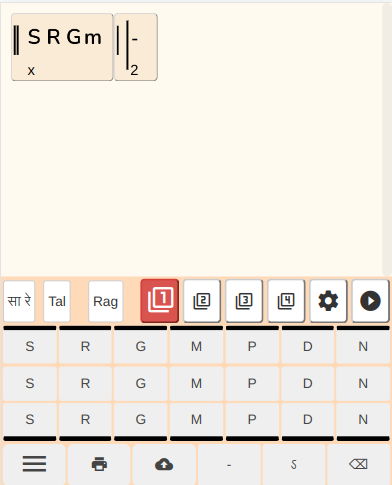 S R G m -
x 2
सा रे Tal Rag 1 2 3 4
S R G M P D N
S R G M P D N
S R G M P D N
- S